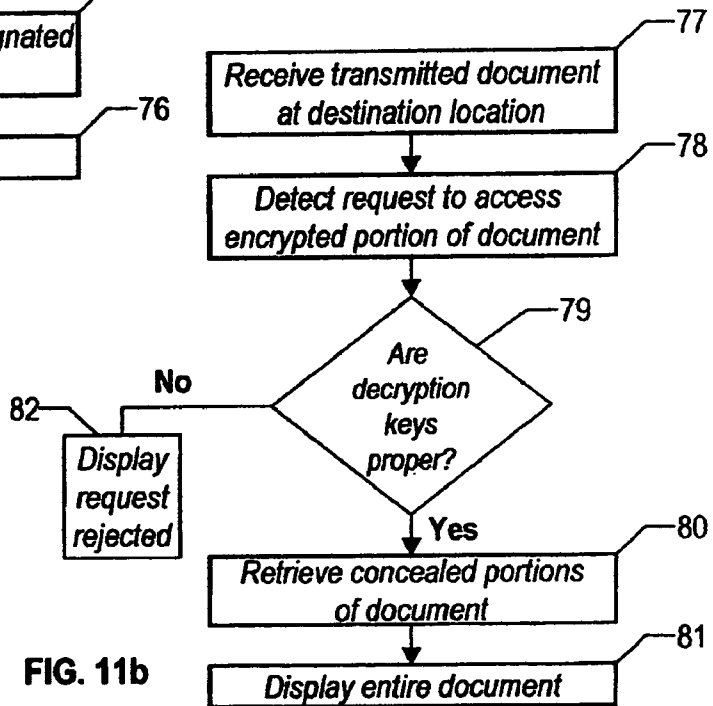 gnated
76
77
Receive transmitted document
at destination location
78
Detect request to access
encrypted portion of document
79
Are
decryption
keys
proper?
No
82
Display
request
rejected
Yes
80
Retrieve concealed portions
of document
81
Display entire document
FIG. 11b